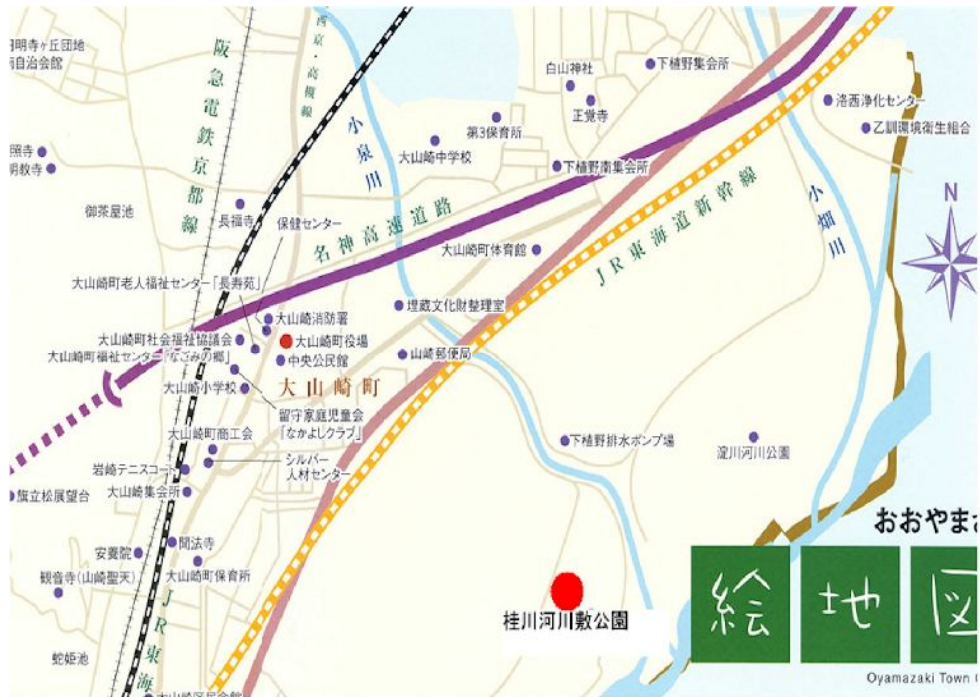 明寺ヶ丘団地
自治会館
阪急電鉄京都線
西京・高槻線
小泉川
白山神社
正覚寺
下植野集会所
洛西浄化センター
乙訓環境衛生組合
第3保育所
大山崎中学校
下植野南集会所
照寺
明教寺
御茶屋池
長福寺
保健センター
名神高速道路
大山崎町体育館
JR東海道新幹線
小畑川
N
大山崎町老人福祉センター「長寿苑」
埋蔵文化財整理室
大山崎消防署
大山崎町社会福祉協議会
大山崎町役場
大山崎町福祉センター「なごみの郷」
中央公民館
山崎郵便局
大山崎小学校
大山崎町
留守家庭児童会
「なかよしクラブ」
大山崎町商工会
シルバー
人材センター
岩崎テニスコート
大山崎集会所
旗立松展望台
下植野排水ポンプ場
淀川河川公園
安養院
聞法寺
観音寺(山崎聖天)
大山崎町保育所
JR東海
蛇姫池
桂川河川敷公園
おおやま
絵地図
Oyamazaki Town